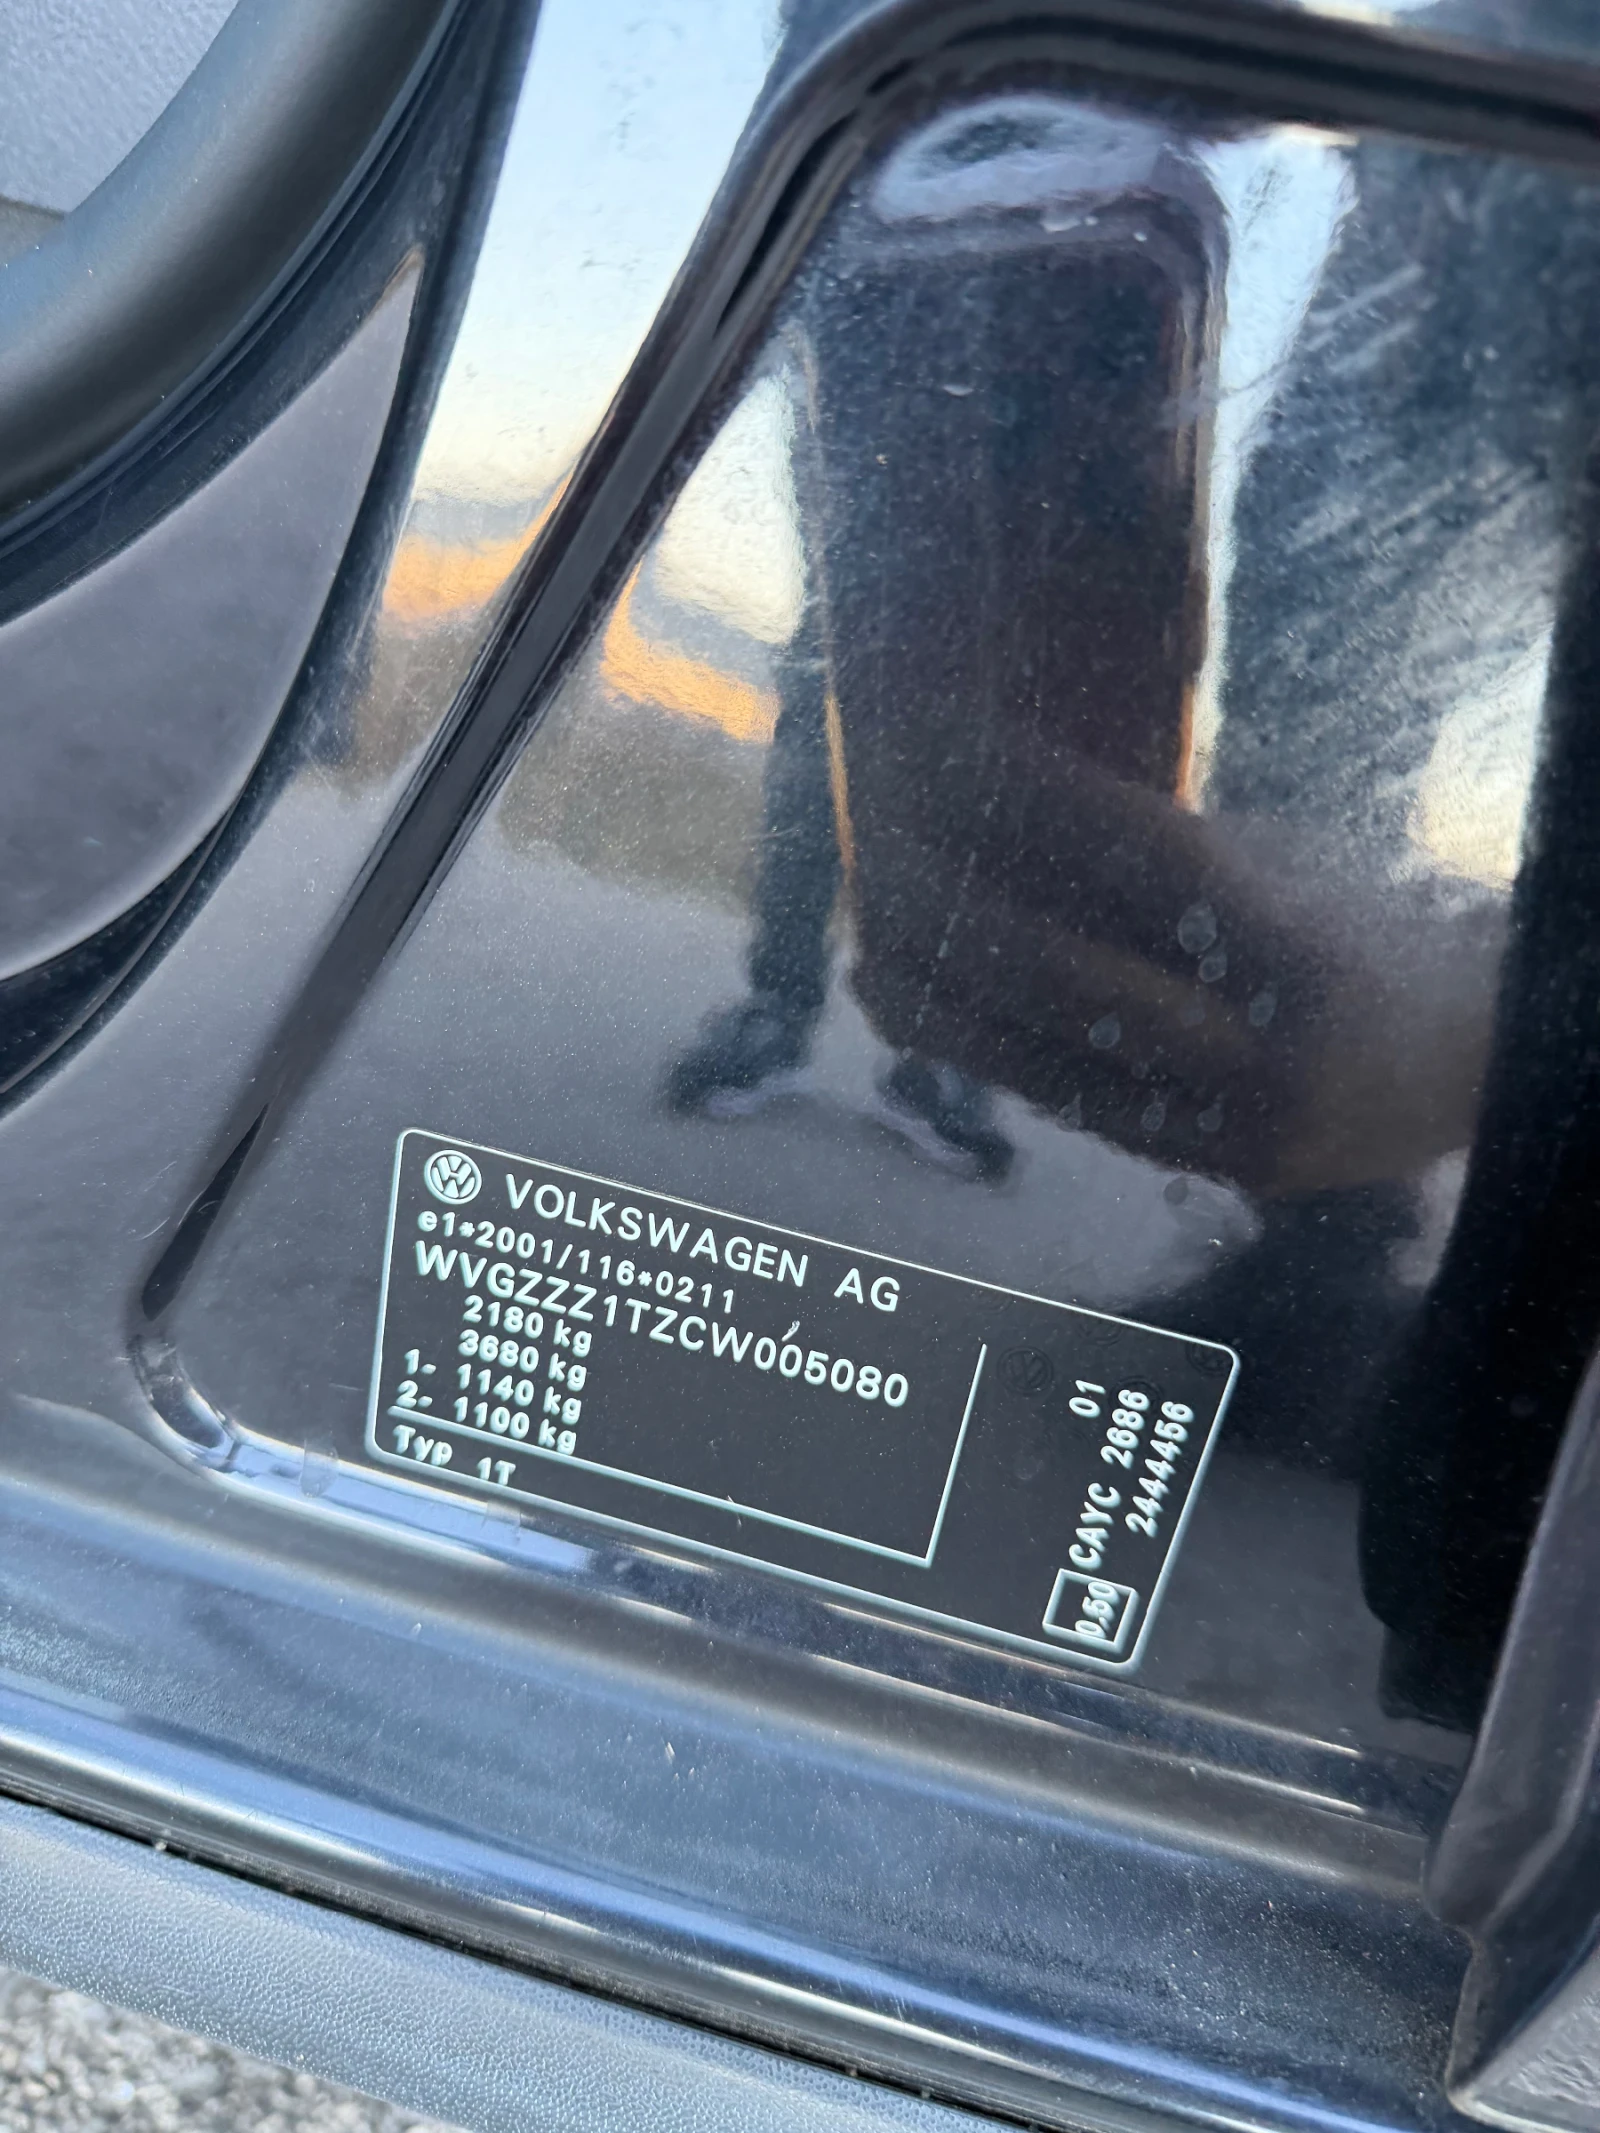 VOLKSWAGEN AG
e1*2001/116*0211
WVGZZZ1TZCW005080
2180 kg
3680 kg
1- 1140 kg
2- 1100 kg
Typ 1T
01
CAYC 2686
2444456
0,50